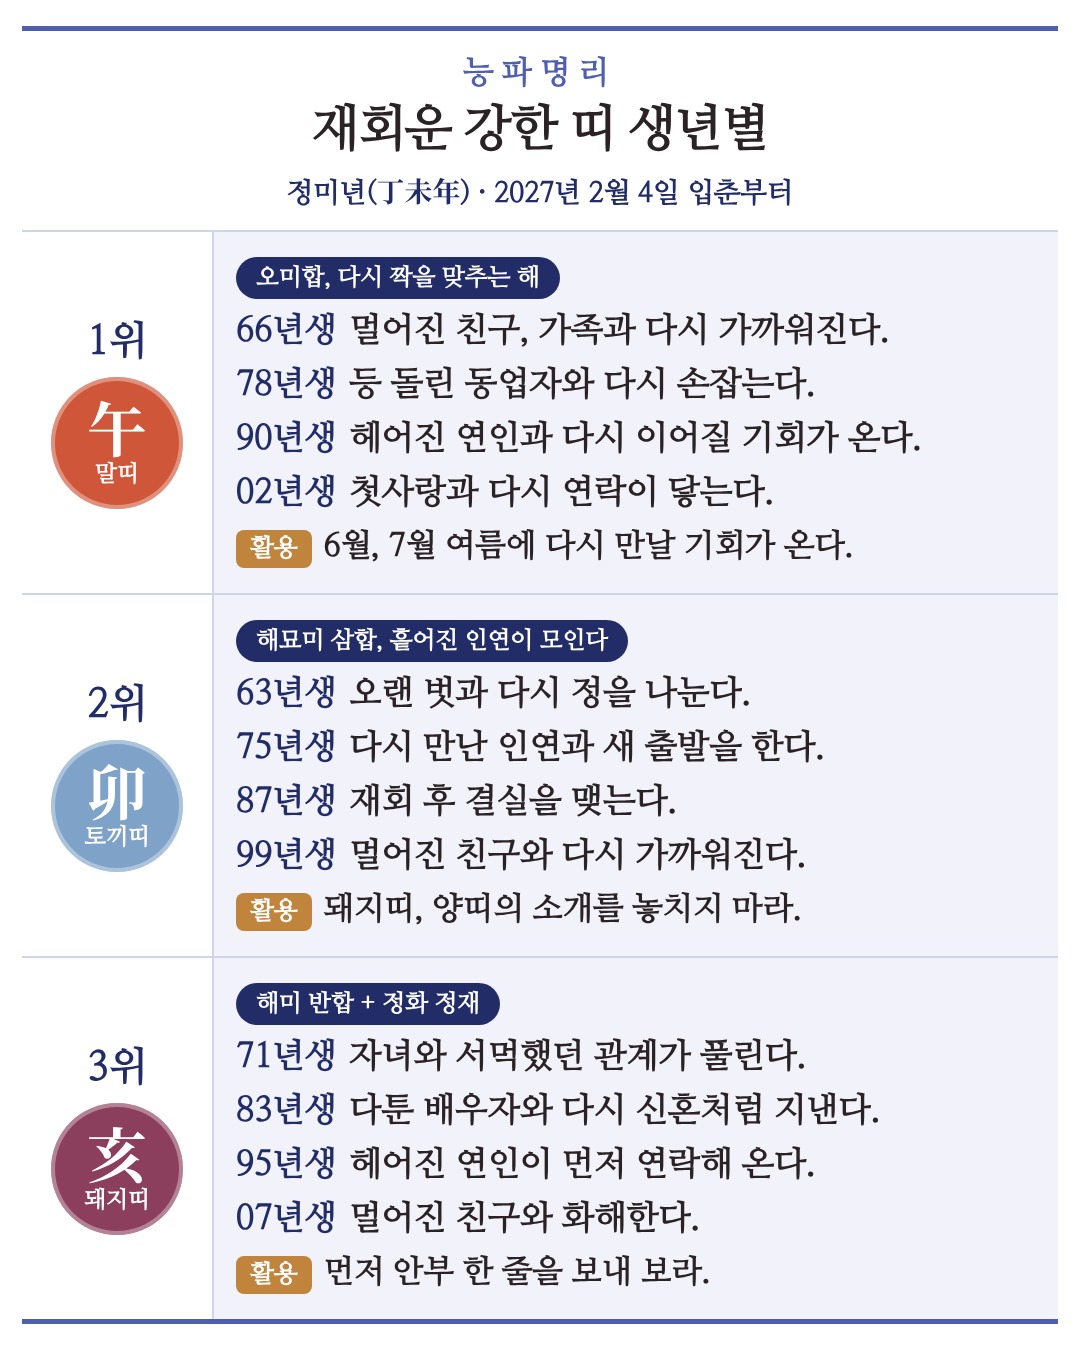 능파명리
재회운 강한 띠 생년별
정미년(丁未年) · 2027년 2월 4일 입춘부터
1위
午
말띠
오미합, 다시 짝을 맞추는 해
66년생 멀어진 친구, 가족과 다시 가까워진다.
78년생 등 돌린 동업자와 다시 손잡는다.
90년생 헤어진 연인과 다시 이어질 기회가 온다.
02년생 첫사랑과 다시 연락이 닿는다.
활용 6월, 7월 여름에 다시 만날 기회가 온다.
2위
卯
토끼띠
해묘미 삼합, 흩어진 인연이 모인다
63년생 오랜 벗과 다시 정을 나눈다.
75년생 다시 만난 인연과 새 출발을 한다.
87년생 재회 후 결실을 맺는다.
99년생 멀어진 친구와 다시 가까워진다.
활용 돼지띠, 양띠의 소개를 놓치지 마라.
3위
亥
돼지띠
해미 반합 + 정화 정재
71년생 자녀와 서먹했던 관계가 풀린다.
83년생 다툰 배우자와 다시 신혼처럼 지낸다.
95년생 헤어진 연인이 먼저 연락해 온다.
07년생 멀어진 친구와 화해한다.
활용 먼저 안부 한 줄을 보내 보라.